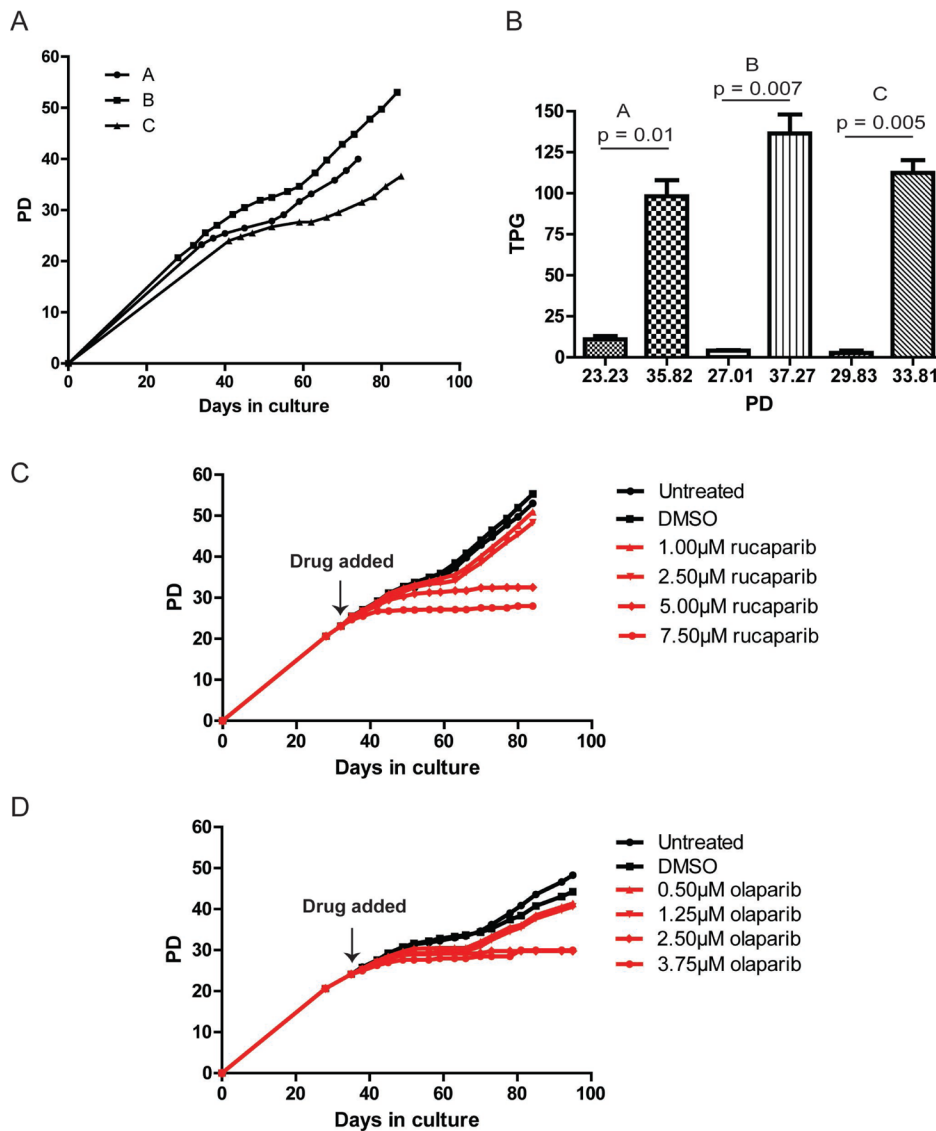 A
60
50
40
30
20
10
0
PD
A
B
C
0 20 40 60 80 100
Days in culture
B
B
p = 0.007
A
p = 0.01
C
p = 0.005
150
125
100
75
50
25
0
TPG
23.23 35.82 27.01 37.27 29.83 33.81
PD
C
60
50
40
30
20
10
0
PD
Drug added
0 20 40 60 80 100
Days in culture
Untreated
DMSO
1.00µM rucaparib
2.50µM rucaparib
5.00µM rucaparib
7.50µM rucaparib
D
60
50
40
30
20
10
0
PD
Drug added
0 20 40 60 80 100
Days in culture
Untreated
DMSO
0.50µM olaparib
1.25µM olaparib
2.50µM olaparib
3.75µM olaparib